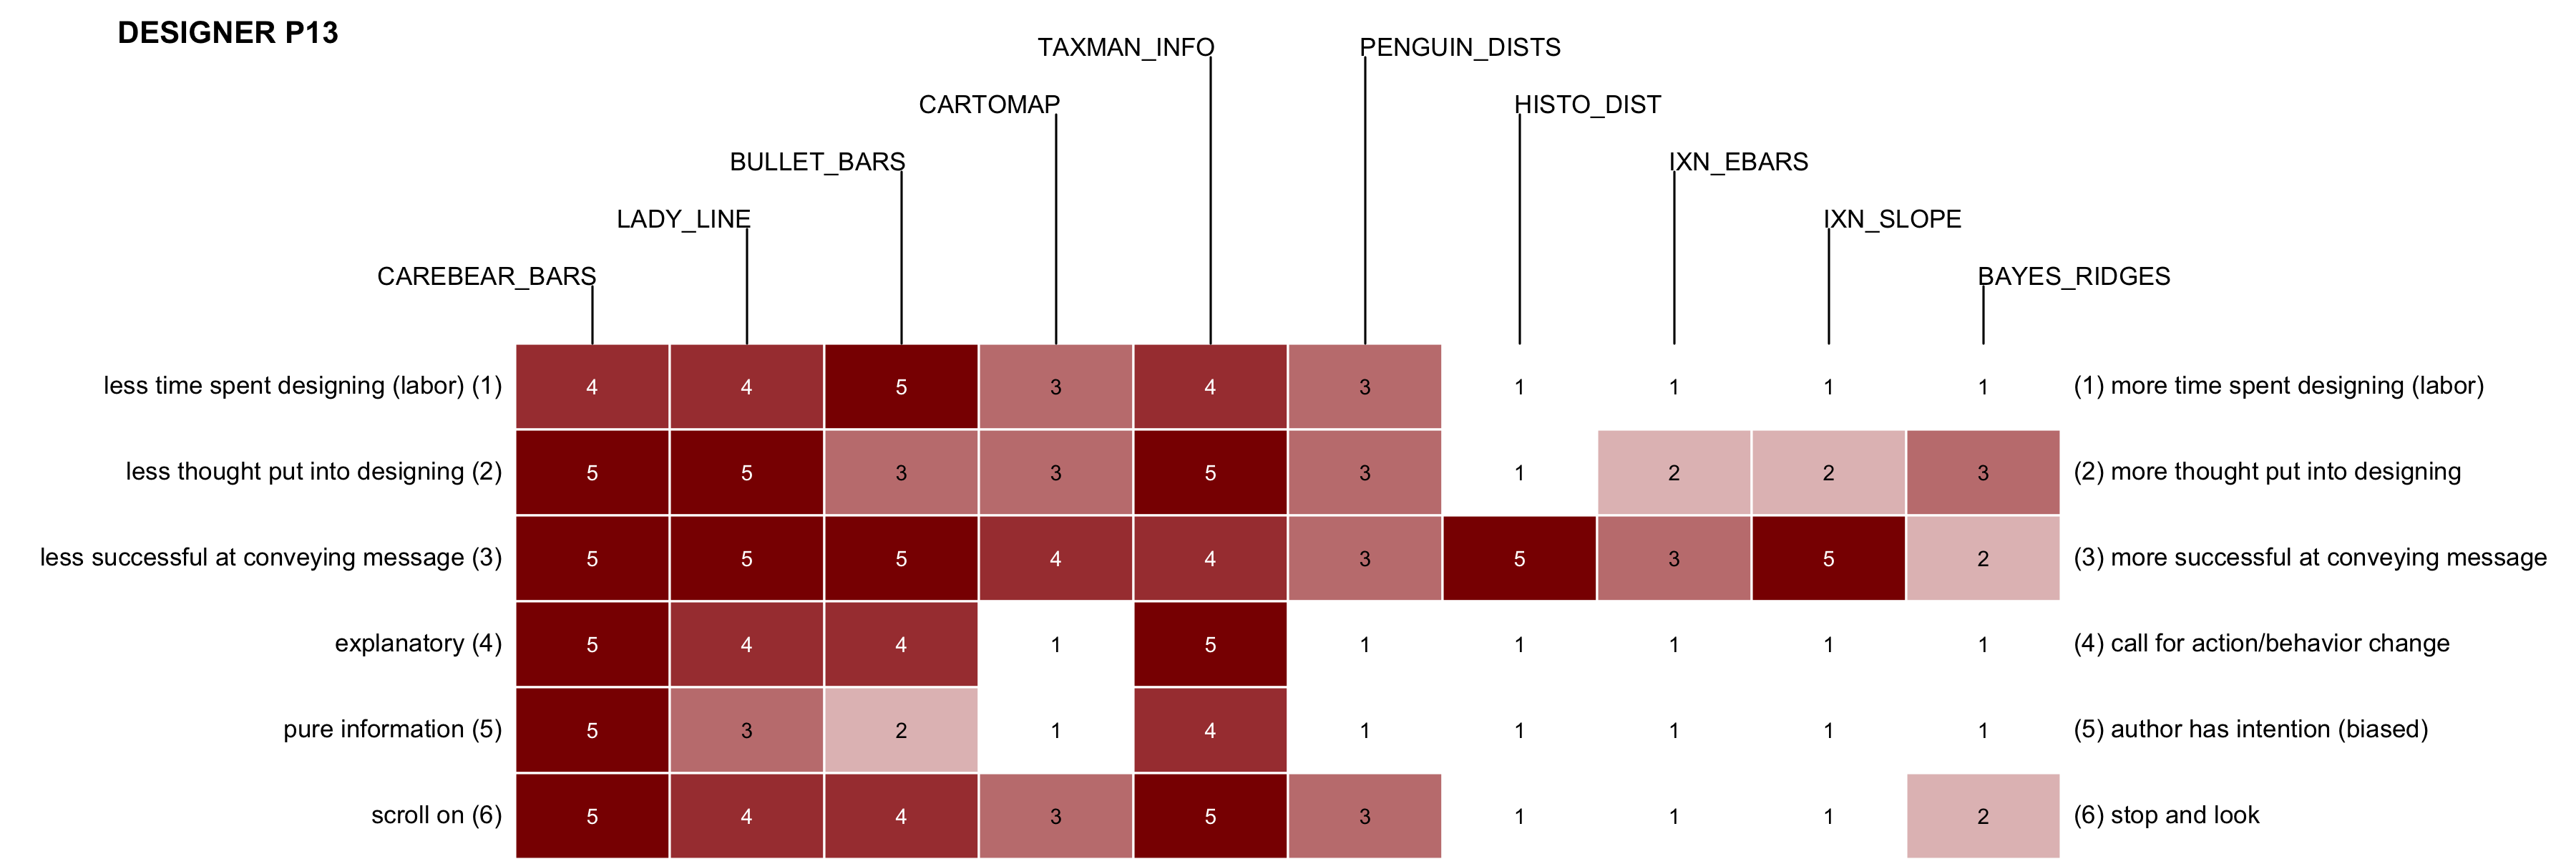 DESIGNER P13
TAXMAN_INFO PENGUIN_DISTS
CARTOMAP HISTO_DIST
BULLET_BARS IXN_EBARS
LADY_LINE IXN_SLOPE
CAREBEAR_BARS BAYES_RIDGES
less time spent designing (labor) (1) 4 4 5 3 4 3 1 1 1 1 (1) more time spent designing (labor)
less thought put into designing (2) 5 5 3 3 5 3 1 2 2 3 (2) more thought put into designing
less successful at conveying message (3) 5 5 5 4 4 3 5 3 5 2 (3) more successful at conveying message
explanatory (4) 5 4 4 1 5 1 1 1 1 1 (4) call for action/behavior change
pure information (5) 5 3 2 1 4 1 1 1 1 1 (5) author has intention (biased)
scroll on (6) 5 4 4 3 5 3 1 1 1 2 (6) stop and look